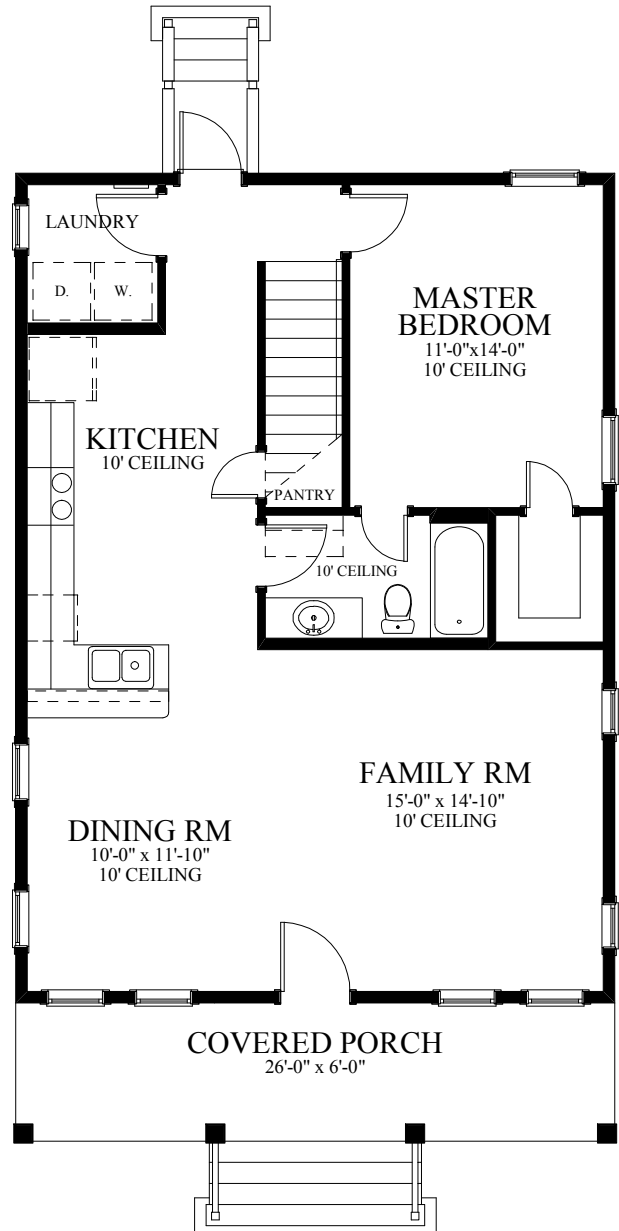 LAUNDRY
D.
W.
MASTER
BEDROOM
11'-0"x14'-0"
10' CEILING
KITCHEN
10' CEILING
PANTRY
10' CEILING
FAMILY RM
15'-0" x 14'-10"
10' CEILING
DINING RM
10'-0" x 11'-10"
10' CEILING
COVERED PORCH
26'-0" x 6'-0"